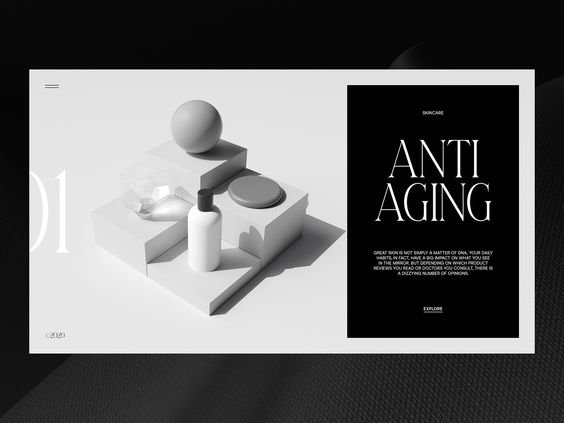 SKINCARE
ANTI
AGING
01
GREAT SKIN IS NOT SIMPLY A MATTER OF DNA, YOUR DAILY
HABITS, IN FACT, HAVE A BIG IMPACT ON WHAT YOU SEE
IN THE MIRROR. BUT DEPENDING ON WHICH PRODUCT
REVIEWS YOU READ OR DOCTORS YOU CONSULT, THERE IS
A DIZZYING NUMBER OF OPINIONS.
EXPLORE
©2020